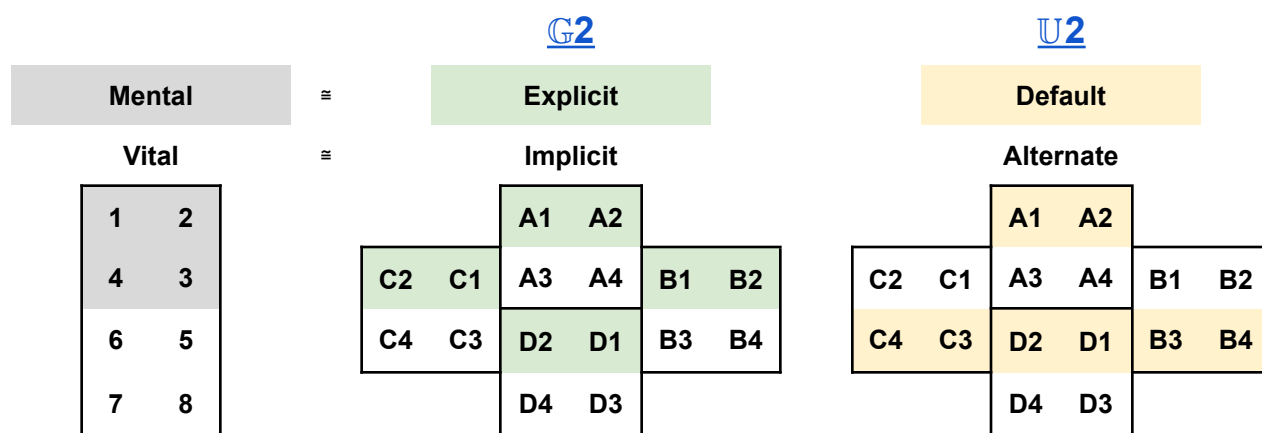 𝔾2 𝕌2
Mental ≅ Explicit Default
Vital ≅ Implicit Alternate
1 2 A1 A2 A1 A2
4 3 C2 C1 A3 A4 B1 B2 C2 C1 A3 A4 B1 B2
6 5 C4 C3 D2 D1 B3 B4 C4 C3 D2 D1 B3 B4
7 8 D4 D3 D4 D3